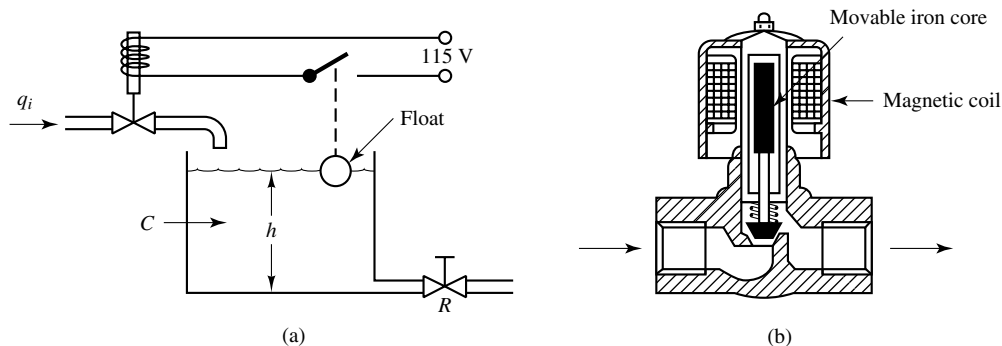 115 V
q_i
Float
C
h
R
(a)
Movable iron core
Magnetic coil
(b)